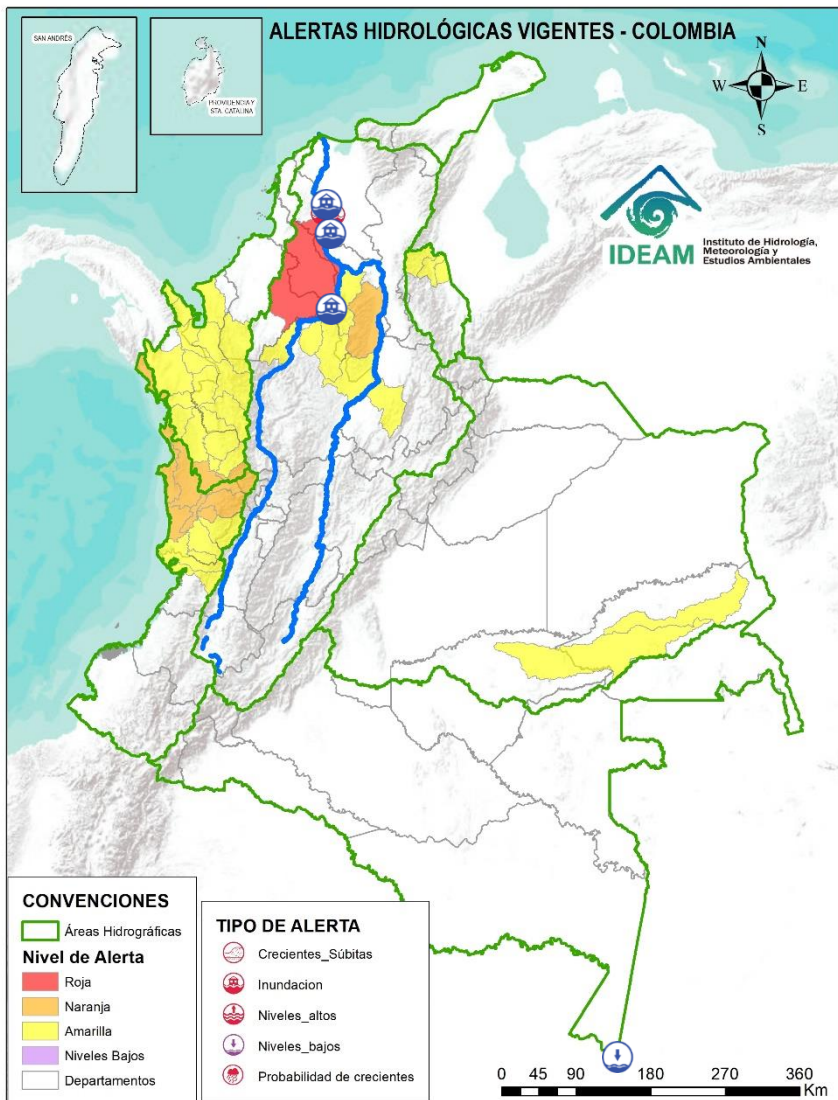 ALERTAS HIDROLÓGICAS VIGENTES - COLOMBIA
SAN ANDRÉS
PROVIDENCIA Y
STA. CATALINA
N
W
E
S
IDEAM
Instituto de Hidrología,
Meteorología y
Estudios Ambientales
CONVENCIONES
Áreas Hidrográficas
Nivel de Alerta
Roja
Naranja
Amarilla
Niveles Bajos
Departamentos
TIPO DE ALERTA
Crecientes_Súbitas
Inundacion
Niveles_altos
Niveles_bajos
Probabilidad de crecientes
0 45 90 180 270 360
Km